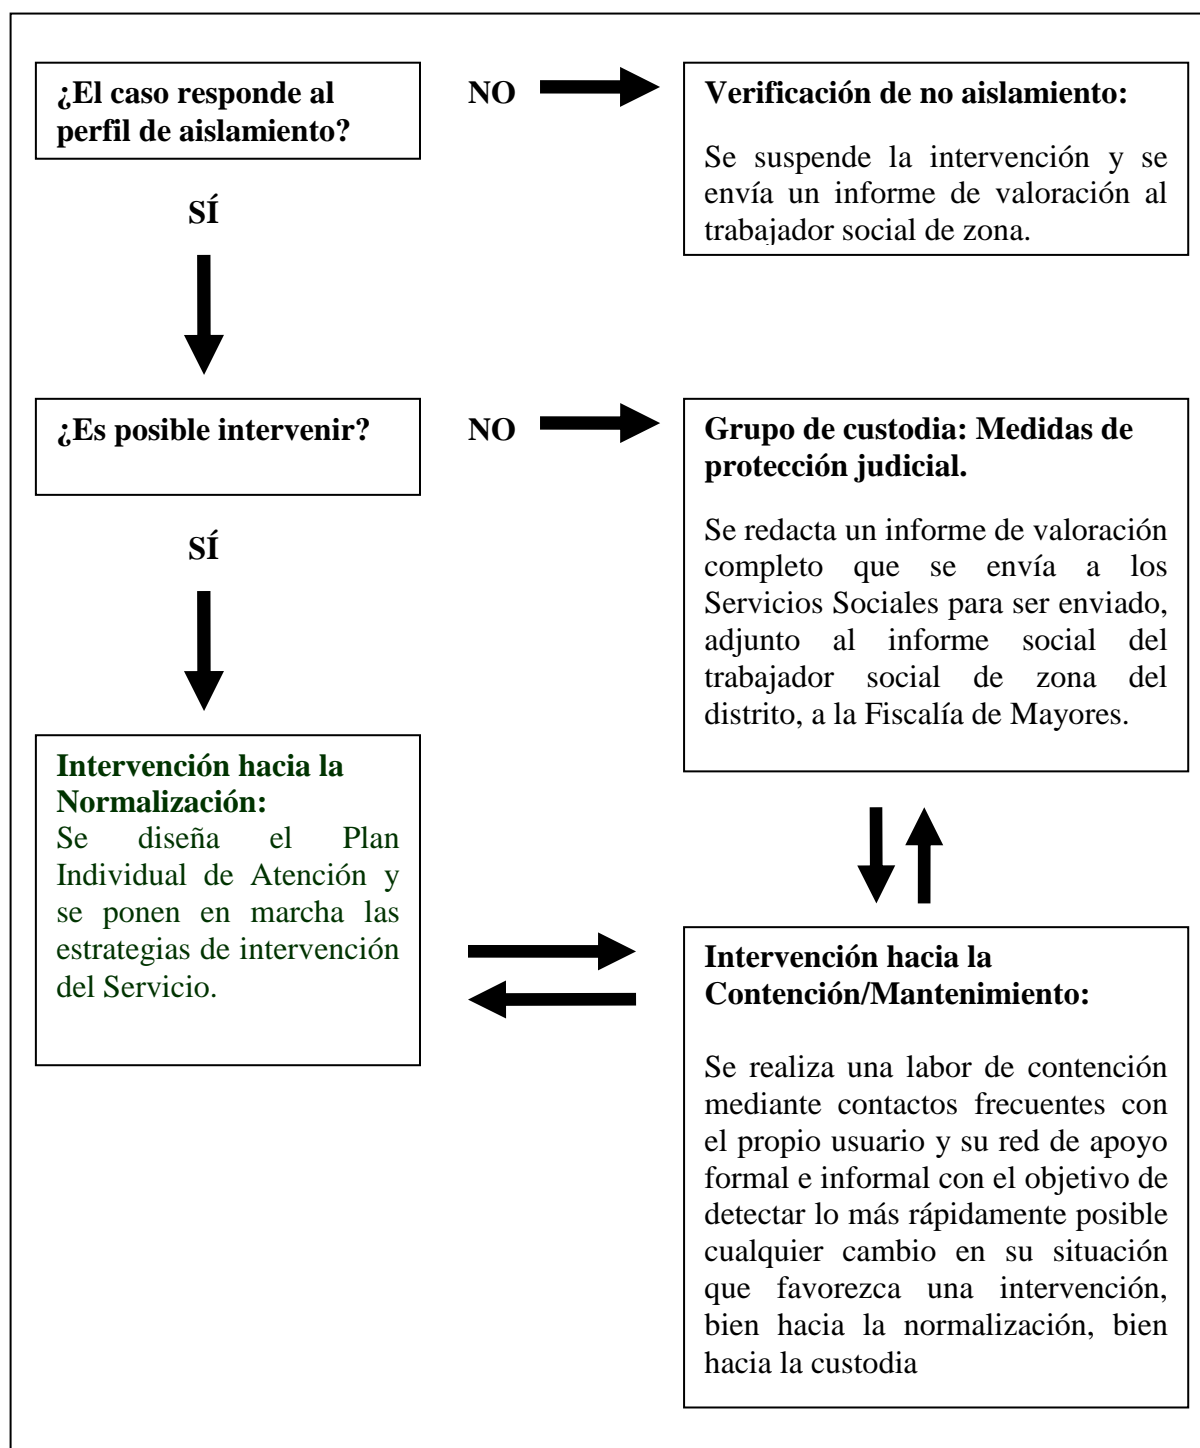 ¿El caso responde al
perfil de aislamiento?
NO
Verificación de no aislamiento:
Se suspende la intervención y se
envía un informe de valoración al
trabajador social de zona.
SÍ
¿Es posible intervenir?
NO
Grupo de custodia: Medidas de
protección judicial.
Se redacta un informe de valoración
completo que se envía a los
Servicios Sociales para ser enviado,
adjunto al informe social del
trabajador social de zona del
distrito, a la Fiscalía de Mayores.
SÍ
Intervención hacia la
Normalización:
Se diseña el Plan
Individual de Atención y
se ponen en marcha las
estrategias de intervención
del Servicio.
Intervención hacia la
Contención/Mantenimiento:
Se realiza una labor de contención
mediante contactos frecuentes con
el propio usuario y su red de apoyo
formal e informal con el objetivo de
detectar lo más rápidamente posible
cualquier cambio en su situación
que favorezca una intervención,
bien hacia la normalización, bien
hacia la custodia